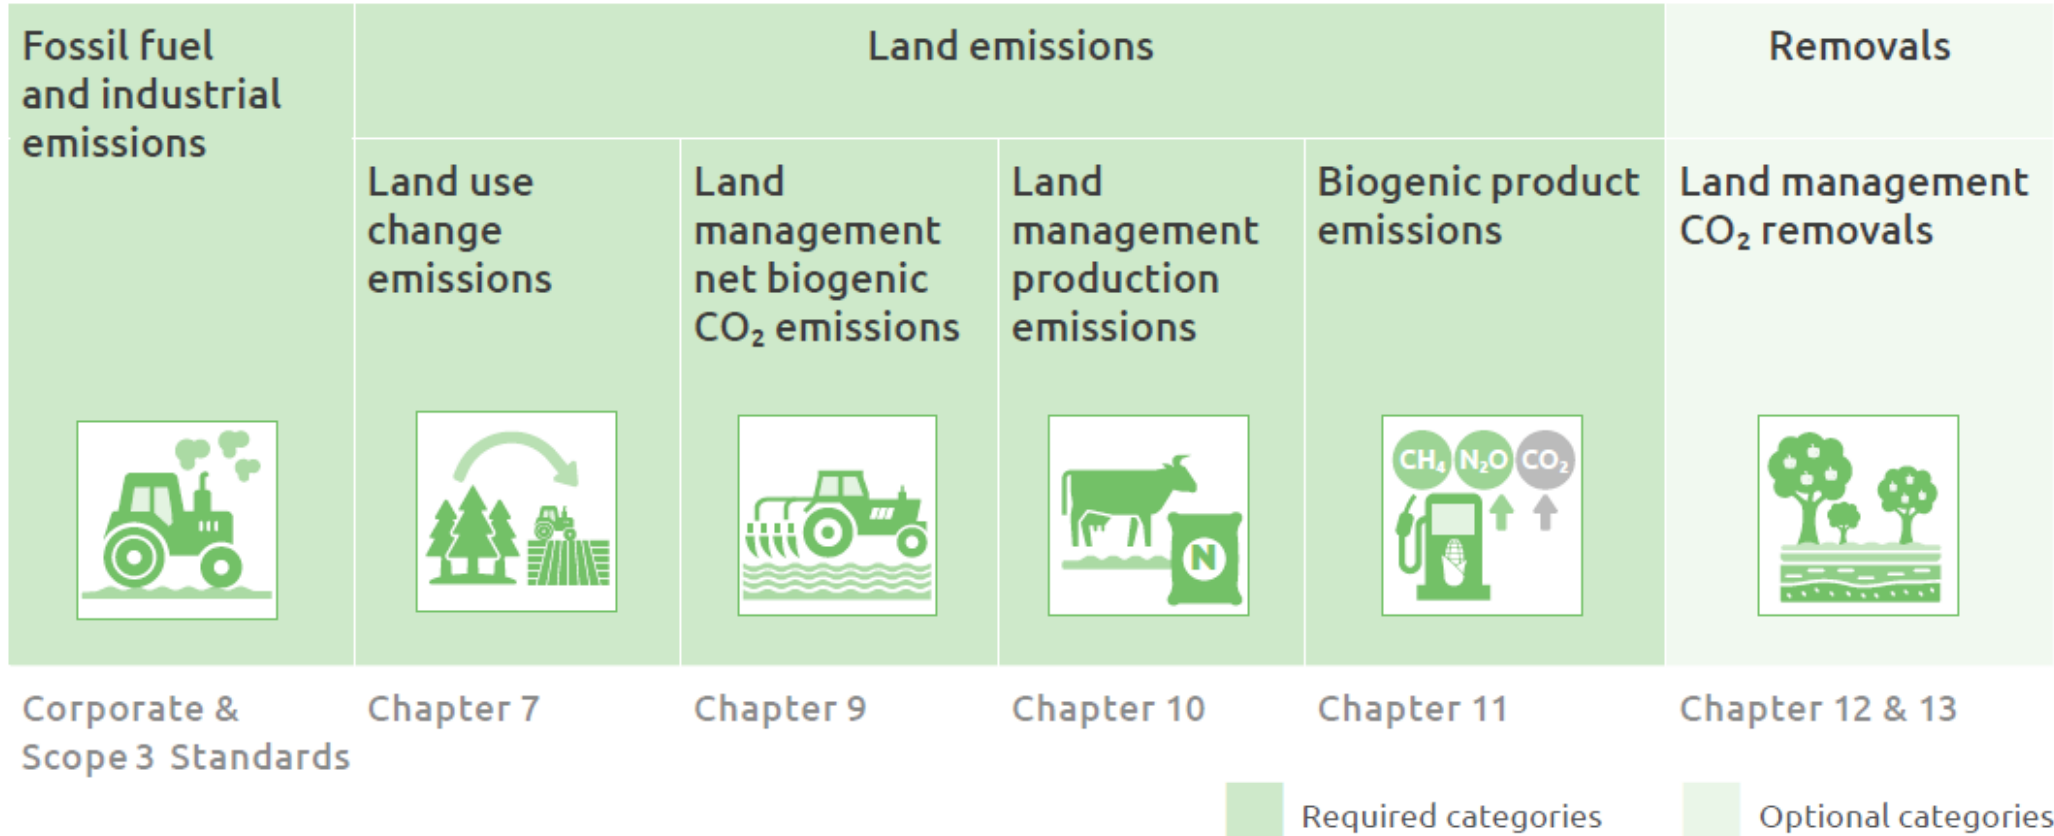 Fossil fuel
and industrial
emissions
Land emissions
Removals
Land use
change
emissions
Land
management
net biogenic
CO₂ emissions
Land
management
production
emissions
Biogenic product
emissions
Land management
CO₂ removals
N
CH₄ N₂O CO₂
Corporate &
Scope 3 Standards
Chapter 7
Chapter 9
Chapter 10
Chapter 11
Chapter 12 & 13
Required categories
Optional categories